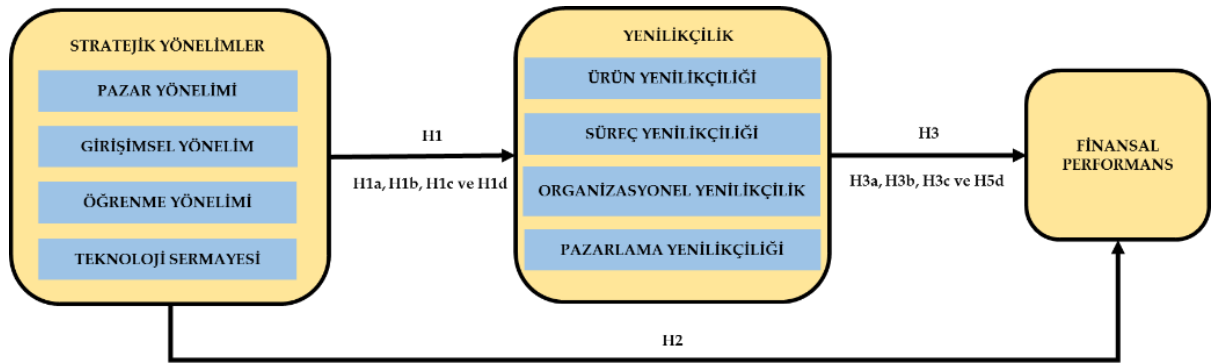 STRATEJİK YÖNELİMLER
PAZAR YÖNELİMİ
GİRİŞİMSEL YÖNELİM
ÖĞRENME YÖNELİMİ
TEKNOLOJİ SERMAYESİ
H1
H1a, H1b, H1c ve H1d
YENİLİKÇİLİK
ÜRÜN YENİLİKÇİLİĞİ
SÜREÇ YENİLİKÇİLİĞİ
ORGANİZASYONEL YENİLİKÇİLİK
PAZARLAMA YENİLİKÇİLİĞİ
H3
H3a, H3b, H3c ve H5d
FİNANSAL
PERFORMANS
H2